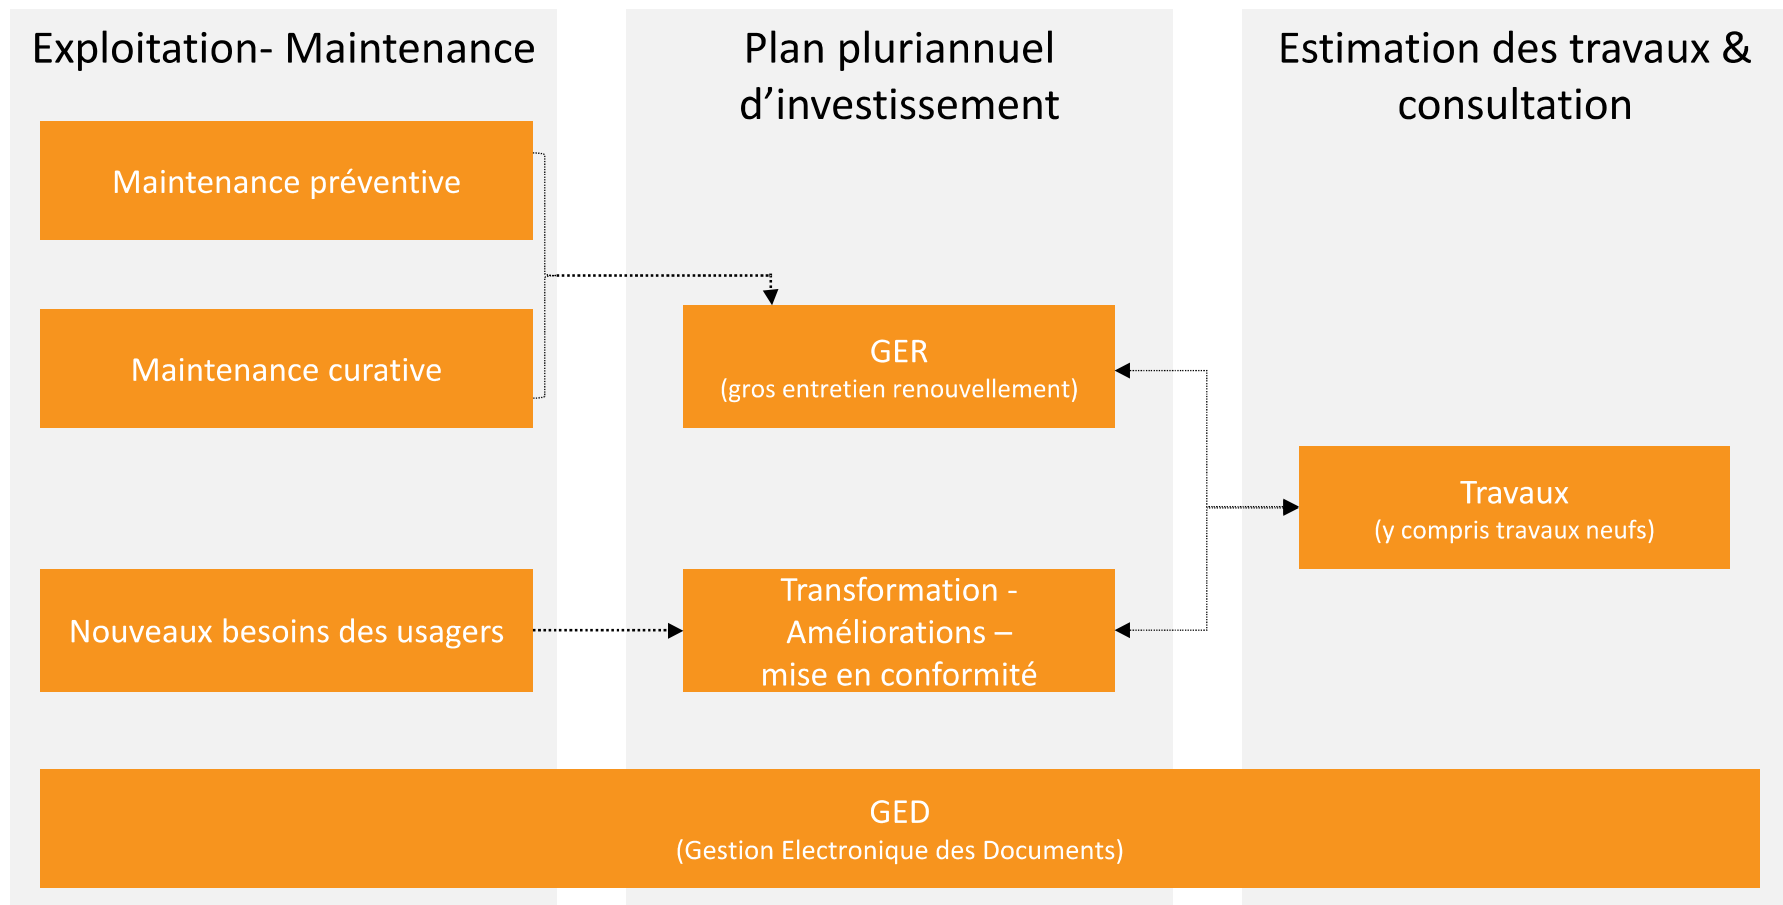 Exploitation- Maintenance
Maintenance préventive
Maintenance curative
Nouveaux besoins des usagers
Plan pluriannuel
d’investissement
GER
(gros entretien renouvellement)
Transformation -
Améliorations –
mise en conformité
Estimation des travaux &
consultation
Travaux
(y compris travaux neufs)
GED
(Gestion Electronique des Documents)